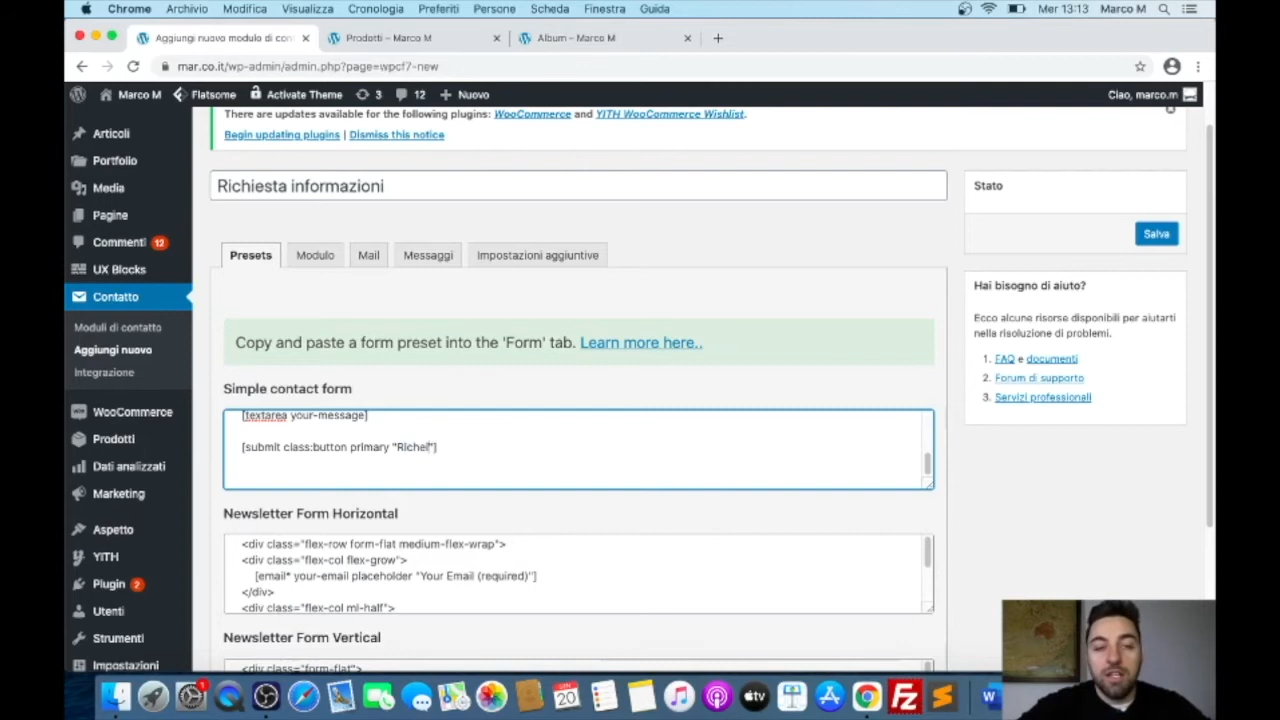 Chrome Archivio Modifica Visualizza Cronologia Preferiti Persone Scheda Finestra Guida Mer 13:13 Marco M
Aggiungi nuovo modulo di con
Prodotti – Marco M
Album – Marco M
mar.co.it/wp-admin/admin.php?page=wpcf7-new
Marco M Flatsome Activate Theme 3 12 Nuovo Ciao, marco.m
There are updates available for the following plugins: WooCommerce and YITH WooCommerce Wishlist.
Begin updating plugins | Dismiss this notice
Articoli
Portfolio
Media
Pagine
Commenti 12
UX Blocks
Contatto
Moduli di contatto
Aggiungi nuovo
Integrazione
WooCommerce
Prodotti
Dati analizzati
Marketing
Aspetto
YITH
Plugin 2
Utenti
Strumenti
Impostazioni
Richiesta informazioni
Presets Modulo Mail Messaggi Impostazioni aggiuntive
Copy and paste a form preset into the 'Form' tab. Learn more here..
Simple contact form
[textarea your-message]
[submit class:button primary "Richei"]
Newsletter Form Horizontal
<div class="flex-row form-flat medium-flex-wrap">
<div class="flex-col flex-grow">
[email* your-email placeholder "Your Email (required)"]
</div>
<div class="flex-col ml-half">
Newsletter Form Vertical
<div class="form-flat">
Stato
Salva
Hai bisogno di aiuto?
Ecco alcune risorse disponibili per aiutarti
nella risoluzione di problemi.
1. FAQ e documenti
2. Forum di supporto
3. Servizi professionali
1
20
tv
Fz
W